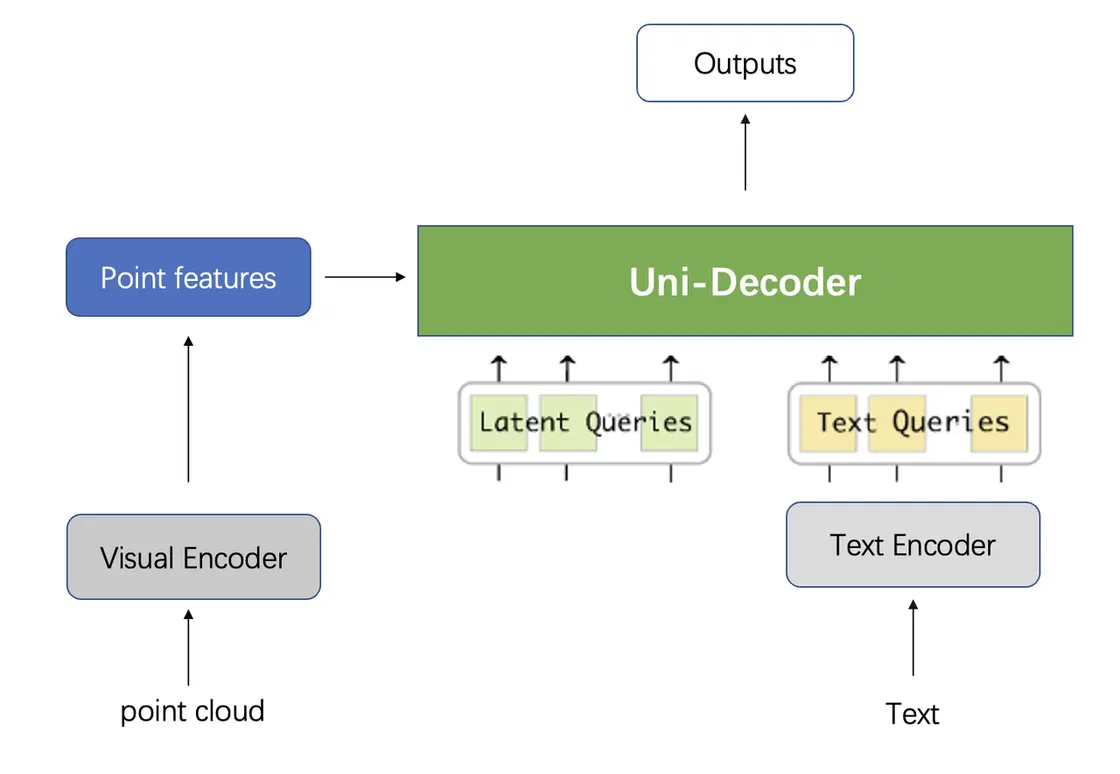 Outputs
Point features
Uni-Decoder
Latent Queries
Text Queries
Visual Encoder
Text Encoder
point cloud
Text